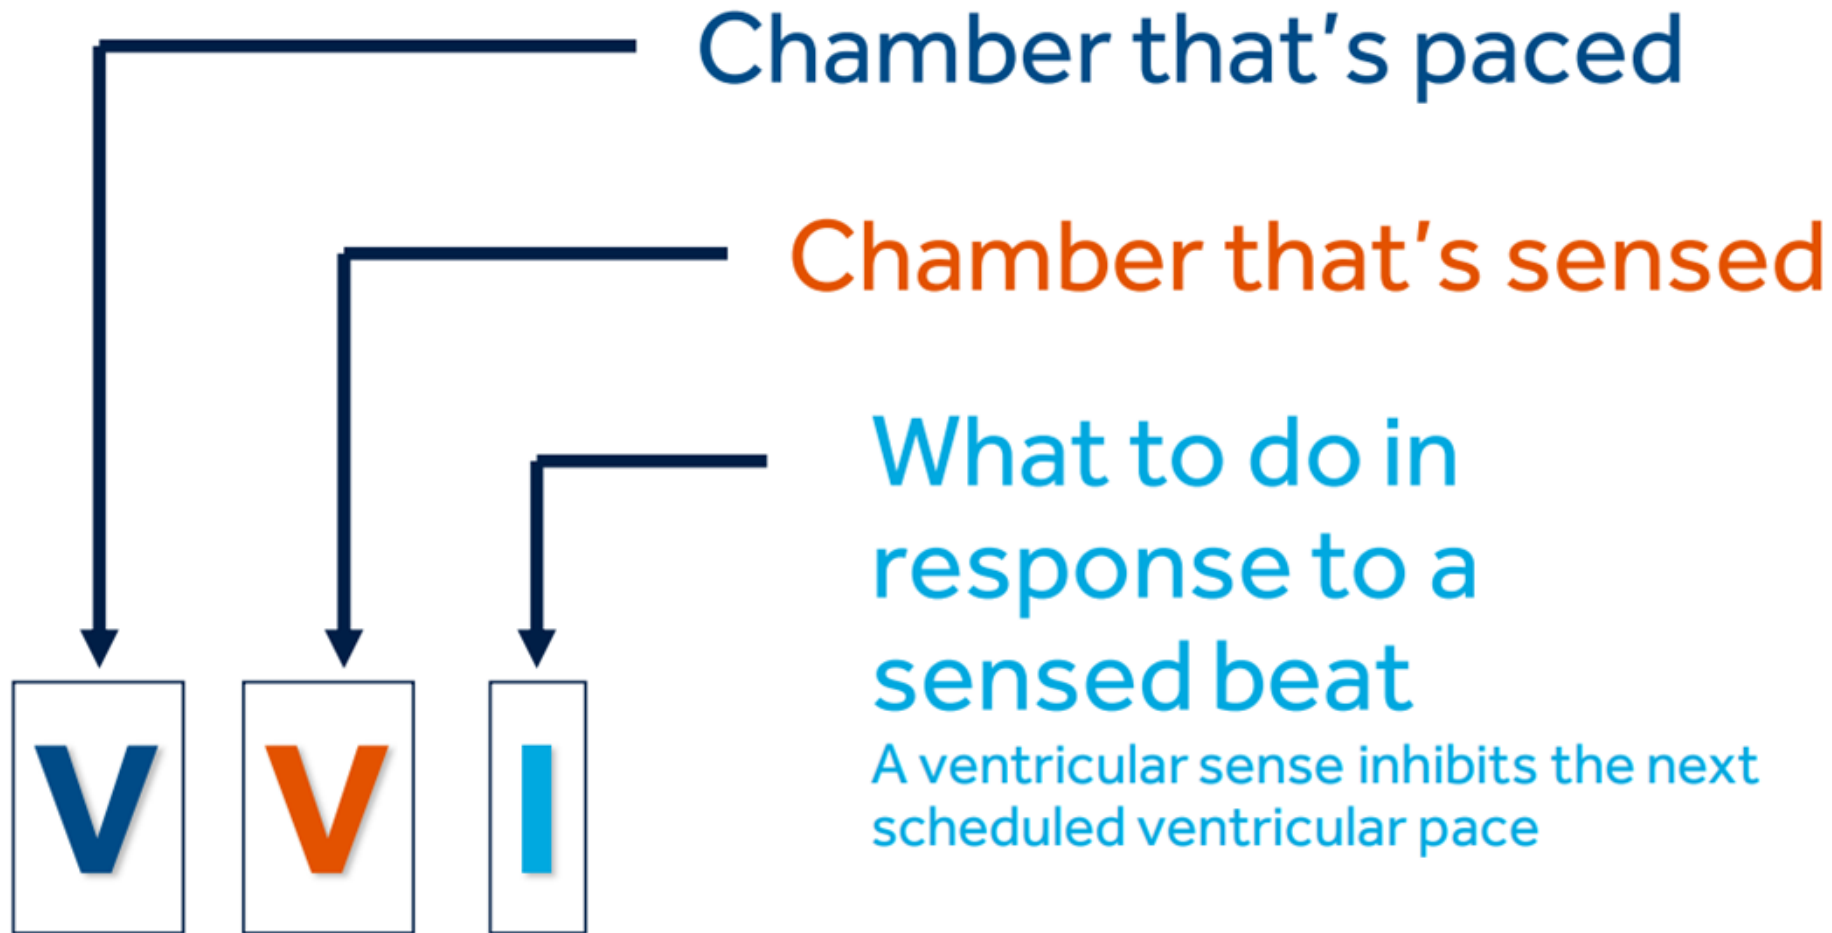 Chamber that’s paced
Chamber that’s sensed
What to do in
response to a
sensed beat
A ventricular sense inhibits the next
scheduled ventricular pace
V V I